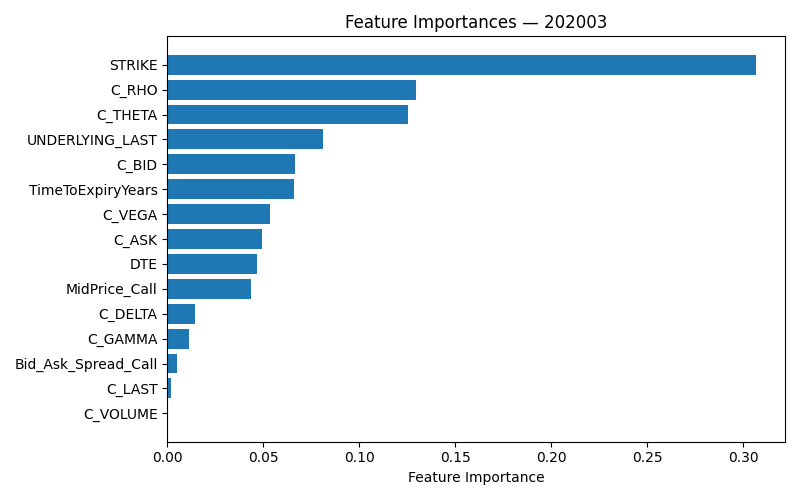 Feature Importances — 202003
STRIKE
C_RHO
C_THETA
UNDERLYING_LAST
C_BID
TimeToExpiryYears
C_VEGA
C_ASK
DTE
MidPrice_Call
C_DELTA
C_GAMMA
Bid_Ask_Spread_Call
C_LAST
C_VOLUME
0.00 0.05 0.10 0.15 0.20 0.25 0.30
Feature Importance